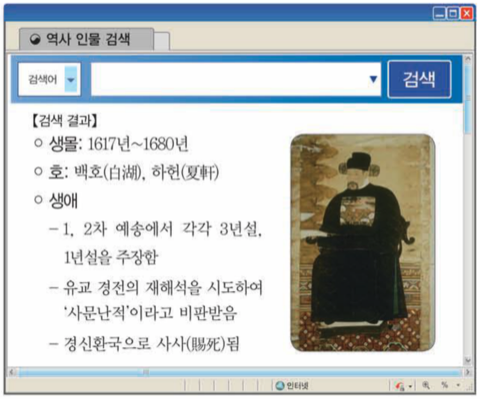 역사 인물 검색
검색어
검색
【검색 결과】
생몰: 1617년~1680년
호: 백호(白湖), 하헌(夏軒)
생애
– 1, 2차 예송에서 각각 3년설,
1년설을 주장함
– 유교 경전의 재해석을 시도하여
‘사문난적’이라고 비판받음
– 경신환국으로 사사(賜死)됨
인터넷
%